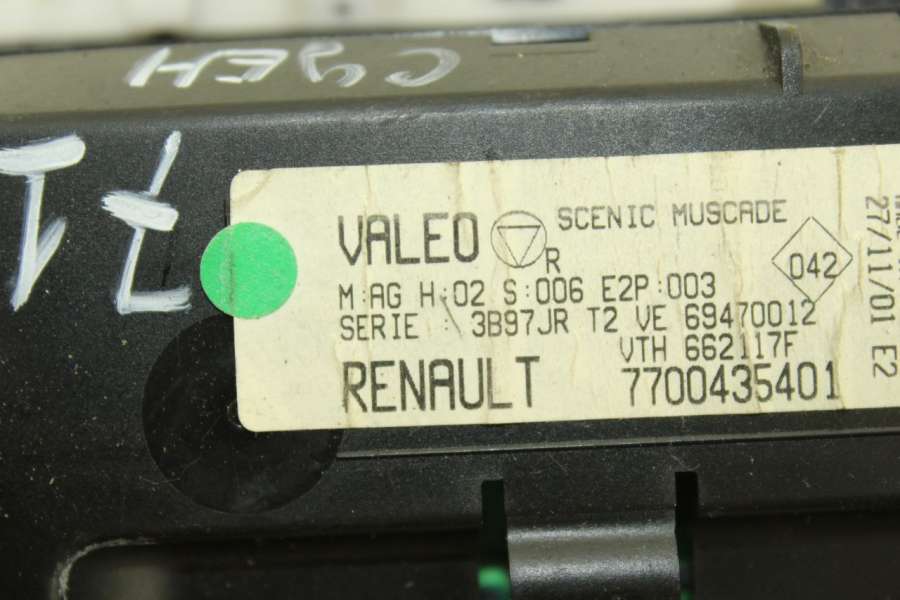 VALEO R SCENIC MUSCADE
042
M:AG H:02 S:006 E2P:003
SERIE : 3B97JR T2 VE 69470012
VTH 662117F
RENAULT 7700435401
27/11/01 E2